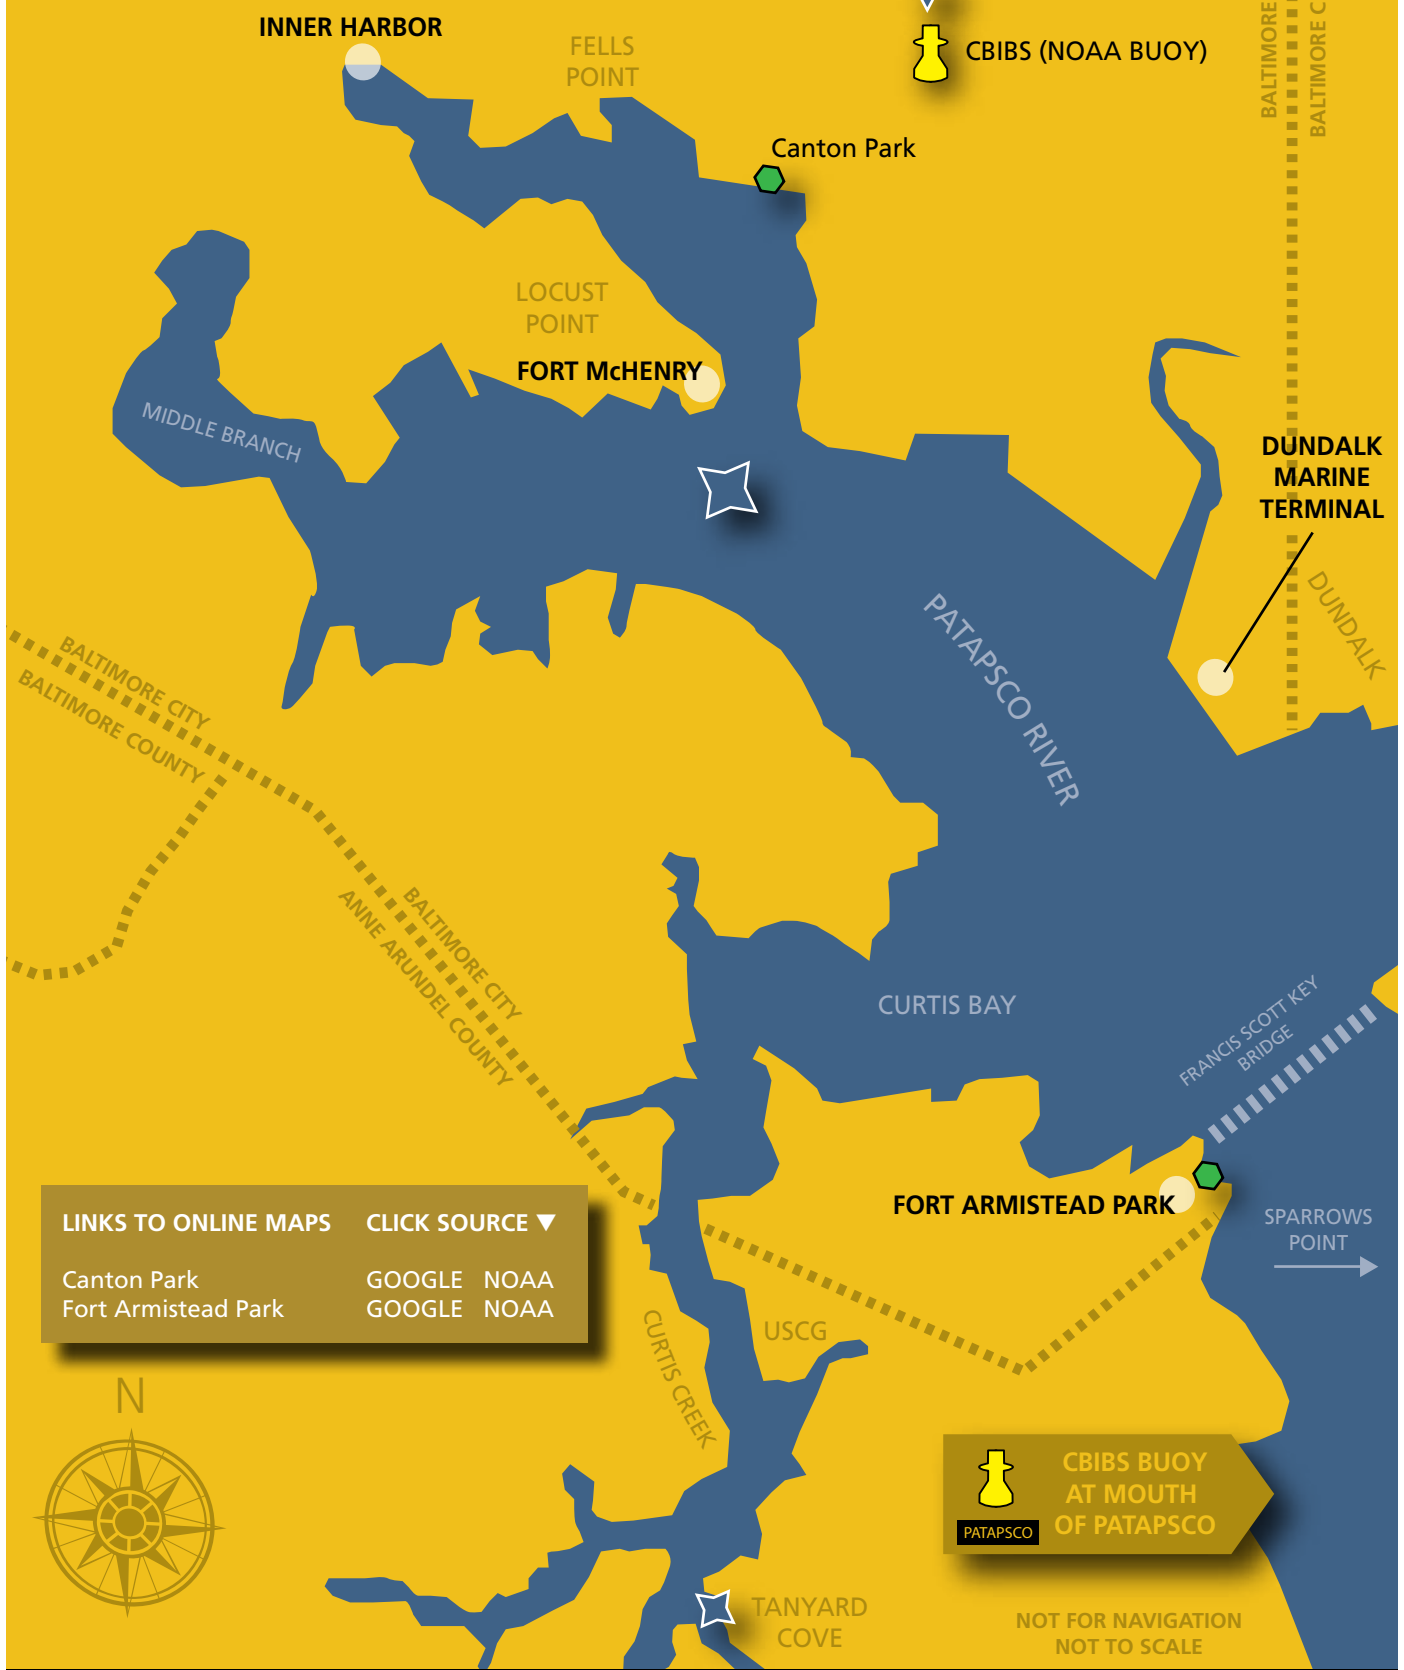 INNER HARBOR
FELLS
POINT
CBIBS (NOAA BUOY)
BALTIMORE
BALTIMORE C
Canton Park
LOCUST
POINT
FORT McHENRY
MIDDLE BRANCH
DUNDALK
MARINE
TERMINAL
DUNDALK
PATAPSCO RIVER
BALTIMORE CITY
BALTIMORE COUNTY
BALTIMORE CITY
ANNE ARUNDEL COUNTY
CURTIS BAY
FRANCIS SCOTT KEY
BRIDGE
FORT ARMISTEAD PARK
SPARROWS
POINT
LINKS TO ONLINE MAPS CLICK SOURCE ▼
Canton Park GOOGLE NOAA
Fort Armistead Park GOOGLE NOAA
CURTIS CREEK
USCG
N
CBIBS BUOY
AT MOUTH
OF PATAPSCO
PATAPSCO
TANYARD
COVE
NOT FOR NAVIGATION
NOT TO SCALE